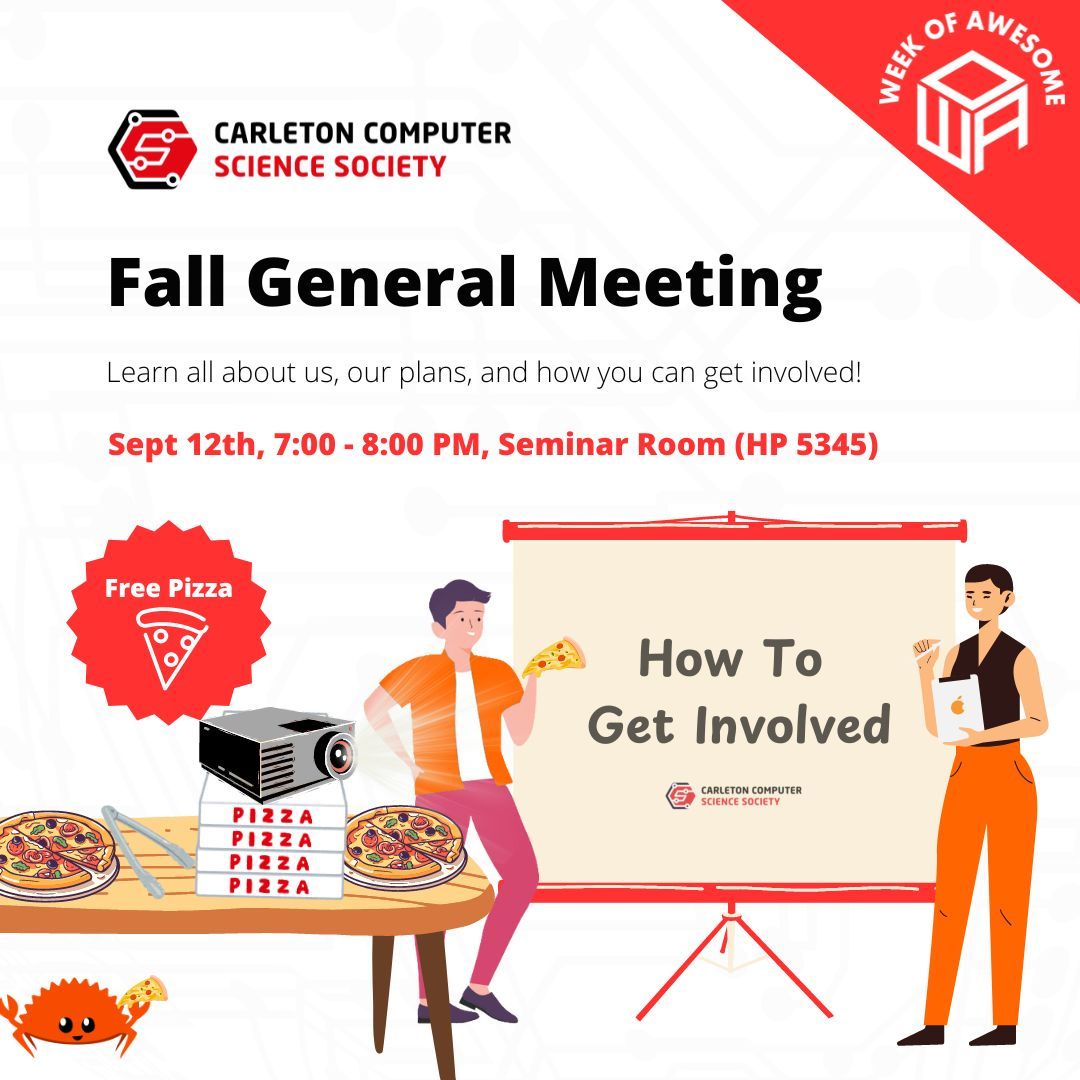 WEEK OF AWESOME
WOA
CARLETON COMPUTER
SCIENCE SOCIETY
Fall General Meeting
Learn all about us, our plans, and how you can get involved!
Sept 12th, 7:00 - 8:00 PM, Seminar Room (HP 5345)
Free Pizza
How To
Get Involved
CARLETON COMPUTER
SCIENCE SOCIETY
PIZZA
PIZZA
PIZZA
PIZZA